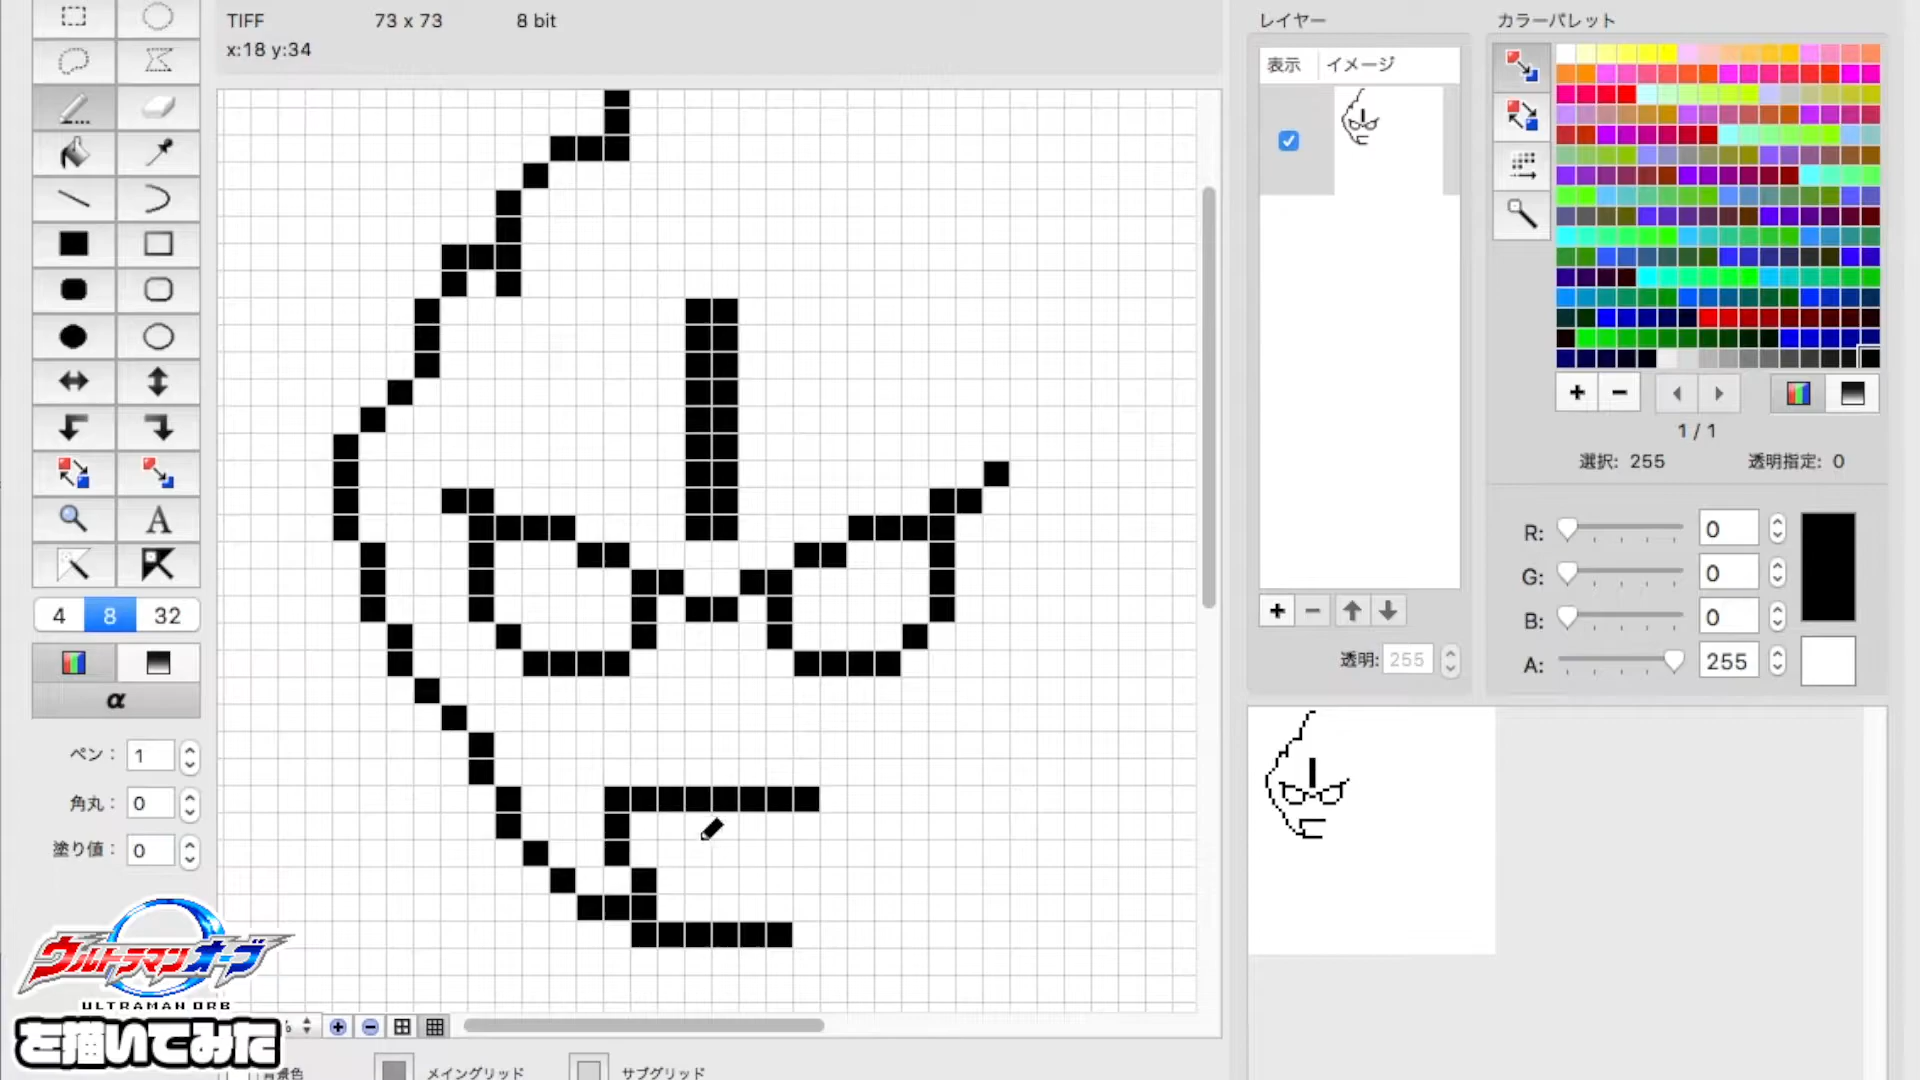 TIFF 73 x 73 8 bit
x:18 y:34
レイヤー
表示 イメージ
カラーパレット
1 / 1
選択: 255 透明指定: 0
R: 0
G: 0
B: 0
A: 255
透明: 255
A
4 8 32
α
ペン: 1
角丸: 0
塗り値: 0
ウルトラマンオーブ
ULTRAMAN ORB
を描いてみた
%
背景色 メイングリッド サブグリッド